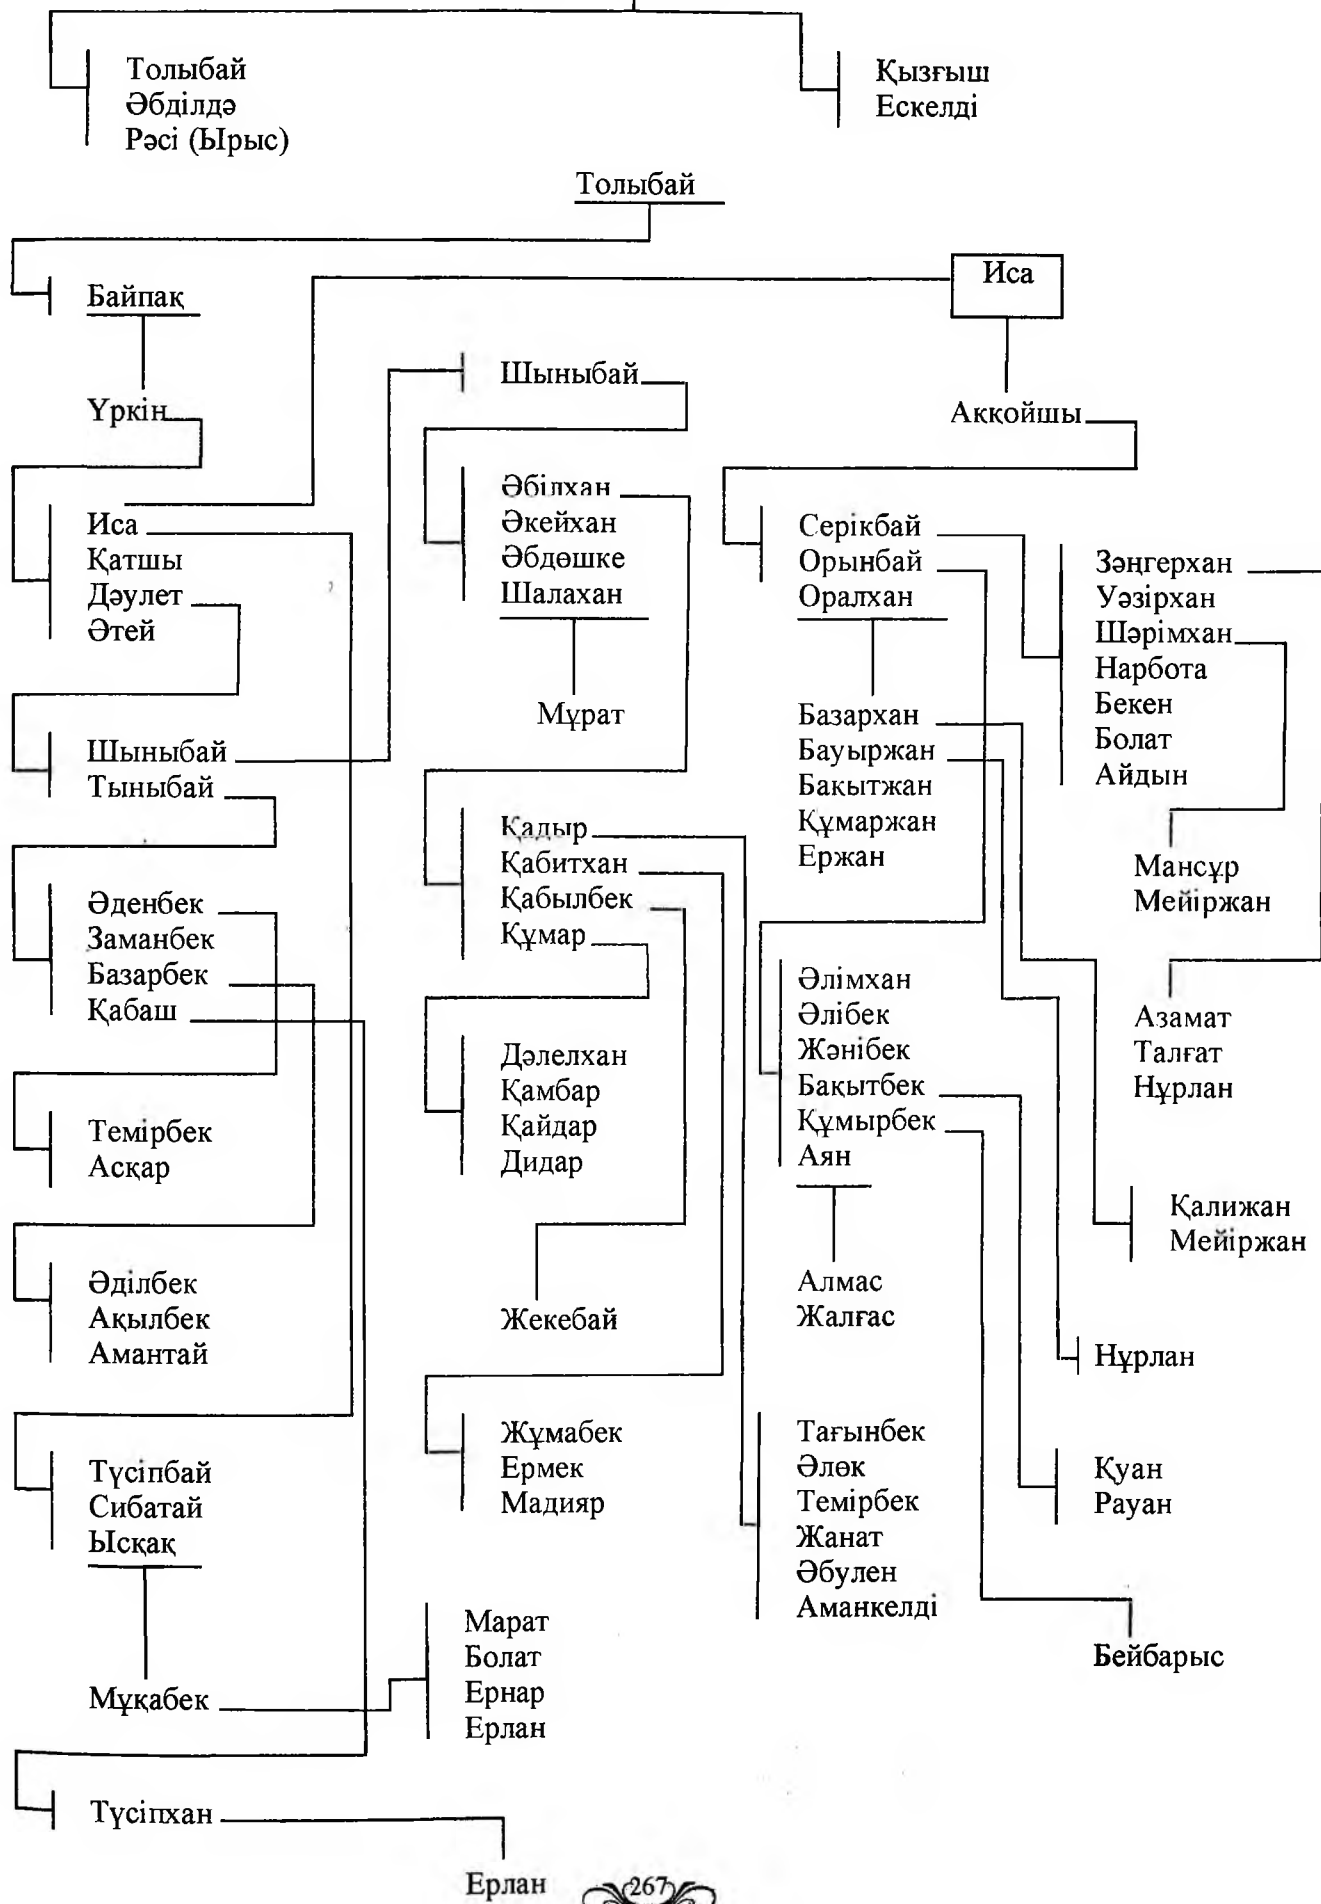 Толыбай
Әбділдә
Рәсі (Ырыс)
Қызғыш
Ескелді
Толыбай
Байпақ
Үркін
Иса
Қатшы
Дәулет
Әтей
Шыныбай
Тыныбай
Әденбек
Заманбек
Базарбек
Қабаш
Темірбек
Асқар
Әділбек
Ақылбек
Амантай
Түсіпбай
Сибатай
Ысқақ
Мұқабек
Түсіпхан
Шыныбай
Әбілхан
Әкейхан
Әбдөшке
Шалахан
Мұрат
Қадыр
Қабитхан
Қабылбек
Құмар
Дәлелхан
Қамбар
Қайдар
Дидар
Жекебай
Жұмабек
Ермек
Мадияр
Марат
Болат
Ернар
Ерлан
Ерлан
Иса
Аққойшы
Серікбай
Орынбай
Оралхан
Базархан
Бауыржан
Бақытжан
Құмаржан
Ержан
Әлімхан
Әлібек
Жәнібек
Бақытбек
Құмырбек
Аян
Алмас
Жалғас
Тағынбек
Әлөк
Темірбек
Жанат
Әбулен
Аманкелді
Зәңгерхан
Уәзірхан
Шәрімхан
Нарбота
Бекен
Болат
Айдын
Мансұр
Мейіржан
Азамат
Талғат
Нұрлан
Қалижан
Мейіржан
Нұрлан
Қуан
Рауан
Бейбарыс
267